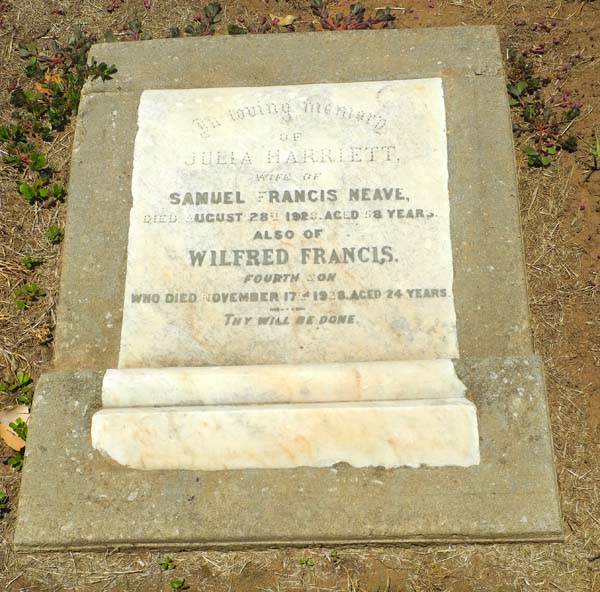 In loving memory
OF
JULIA HARRIETT,
WIFE OF
SAMUEL FRANCIS NEAVE,
DIED AUGUST 28TH AGED YEARS.
ALSO OF
WILFRED FRANCIS.
FOURTH SON
WHO DIED NOVEMBER 17TH AGED 24 YEARS.
THY WILL BE DONE.